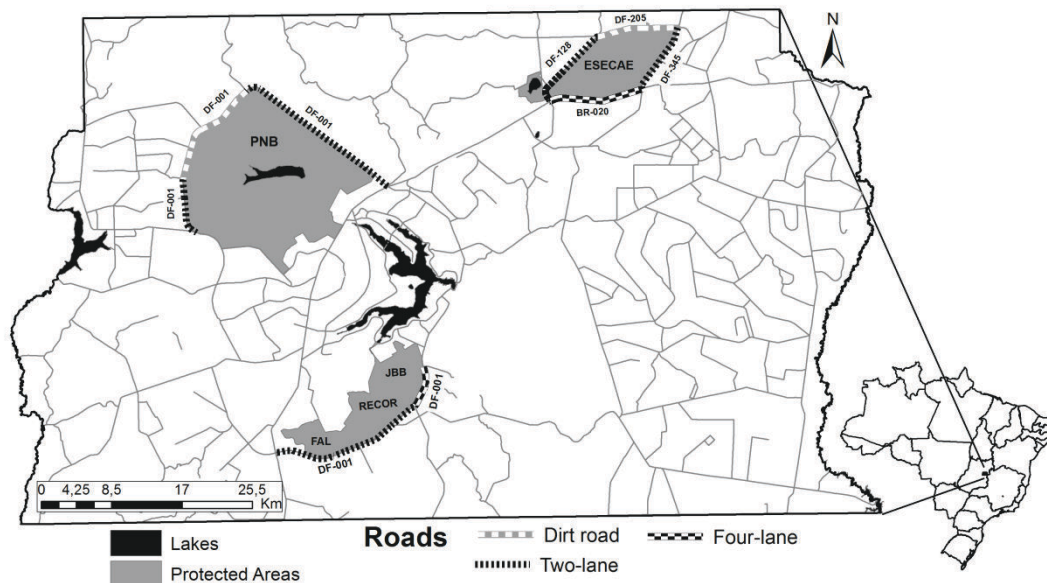 N
DF-205
DF-128
ESECAE
DF-345
BR-020
DF-001
DF-001
PNB
DF-001
JBB
DF-001
RECOR
FAL
DF-001
0 4,25 8,5 17 25,5
Km
Lakes
Protected Areas
Roads
Dirt road
Four-lane
Two-lane